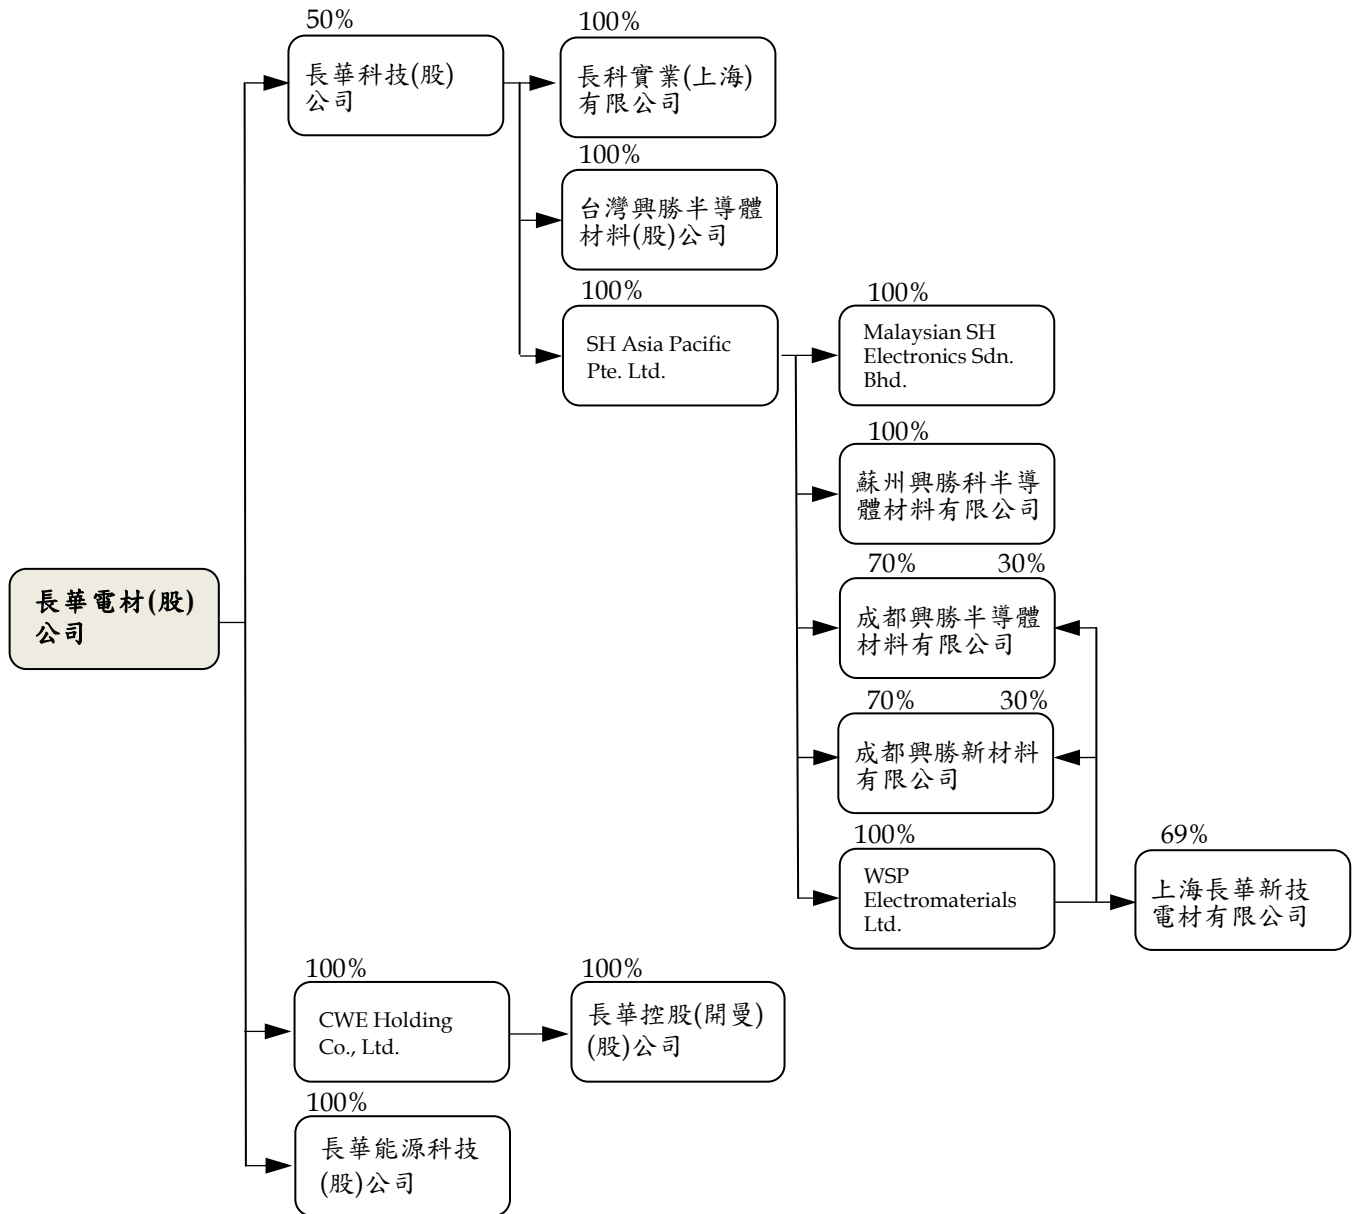 50%
長華科技(股)
公司
100%
長科實業(上海)
有限公司
100%
台灣興勝半導體
材料(股)公司
100%
SH Asia Pacific
Pte. Ltd.
100%
Malaysian SH
Electronics Sdn.
Bhd.
100%
蘇州興勝科半導
體材料有限公司
70% 30%
成都興勝半導體
材料有限公司
長華電材(股)
公司
70% 30%
成都興勝新材料
有限公司
100%
WSP
Electromaterials
Ltd.
69%
上海長華新技
電材有限公司
100%
CWE Holding
Co., Ltd.
100%
長華控股(開曼)
(股)公司
100%
長華能源科技
(股)公司